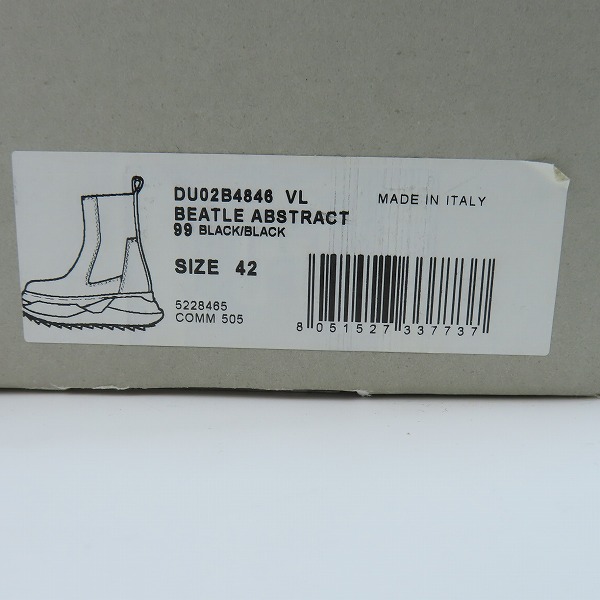 DU02B4846 VL
BEATLE ABSTRACT
99 BLACK/BLACK
MADE IN ITALY
SIZE 42
5228465
COMM 505
8 051527 337737